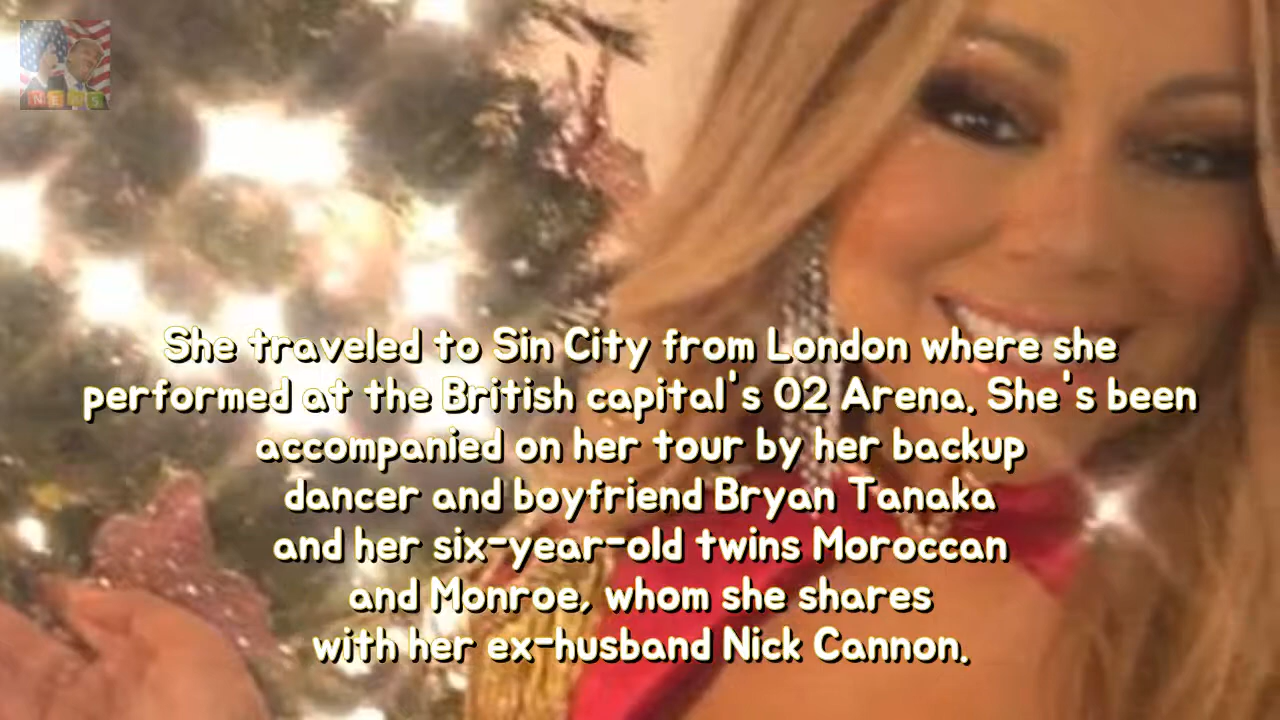 NEWS
She traveled to Sin City from London where she
performed at the British capital's O2 Arena. She's been
accompanied on her tour by her backup
dancer and boyfriend Bryan Tanaka
and her six-year-old twins Moroccan
and Monroe, whom she shares
with her ex-husband Nick Cannon.